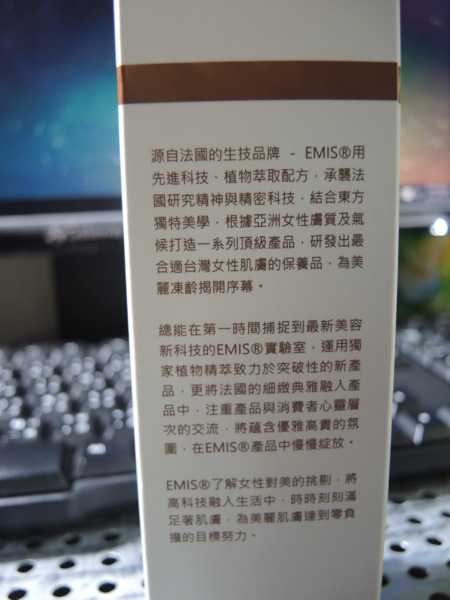 源自法國的生技品牌 - EMIS®用
先進科技、植物萃取配方，承襲法
國研究精神與精密科技，結合東方
獨特美學，根據亞洲女性膚質及氣
候打造一系列頂級產品，研發出最
合適台灣女性肌膚的保養品，為美
麗凍齡揭開序幕。
總能在第一時間捕捉到最新美容
新科技的EMIS®實驗室，運用獨
家植物精萃致力於突破性的新產
品，更將法國的細緻典雅融入產
品中，注重產品與消費者心靈層
次的交流，將蘊含優雅高貴的氛
圍，在EMIS®產品中慢慢綻放。
EMIS®了解女性對美的挑剔，將
高科技融入生活中，時時刻刻滿
足著肌膚，為美麗肌膚達到零負
擔的目標努力。